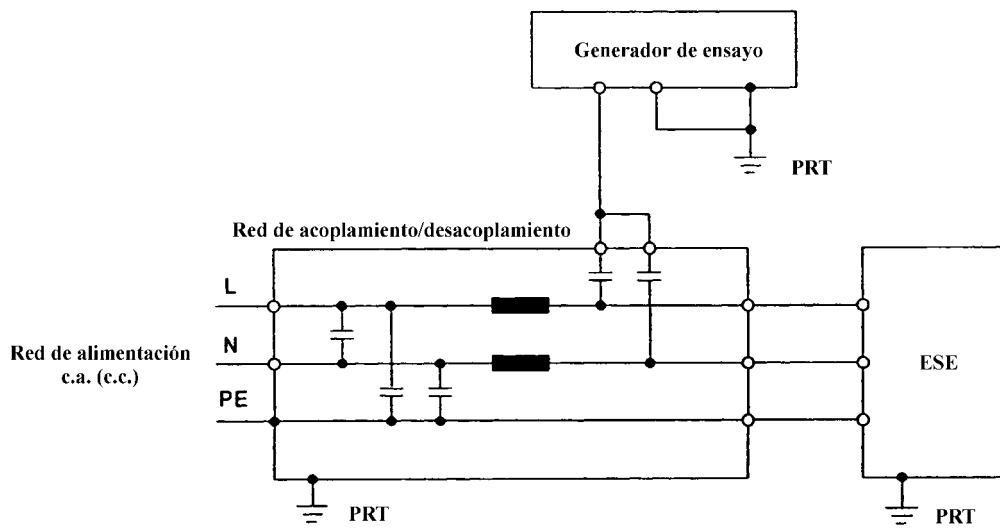 Generador de ensayo
PRT
Red de acoplamiento/desacoplamiento
L
Red de alimentación
c.a. (c.c.)
N
PE
ESE
PRT
PRT